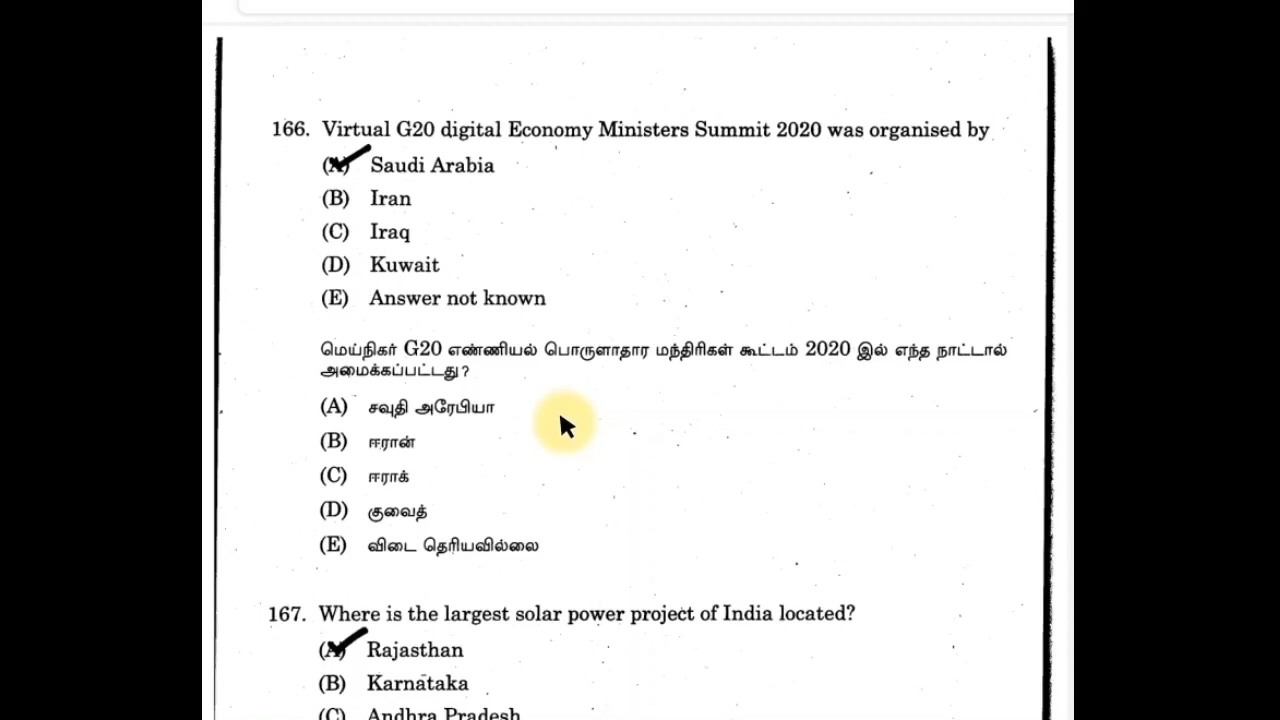 166. Virtual G20 digital Economy Ministers Summit 2020 was organised by
(A) Saudi Arabia
(B) Iran
(C) Iraq
(D) Kuwait
(E) Answer not known
மெய்நிகர் G20 எண்ணியல் பொருளாதார மந்திரிகள் கூட்டம் 2020 இல் எந்த நாட்டால்
அமைக்கப்பட்டது?
(A) சவுதி அரேபியா
(B) ஈரான்
(C) ஈராக்
(D) குவைத்
(E) விடை தெரியவில்லை
167. Where is the largest solar power project of India located?
(A) Rajasthan
(B) Karnataka
(C) Andhra Pradesh